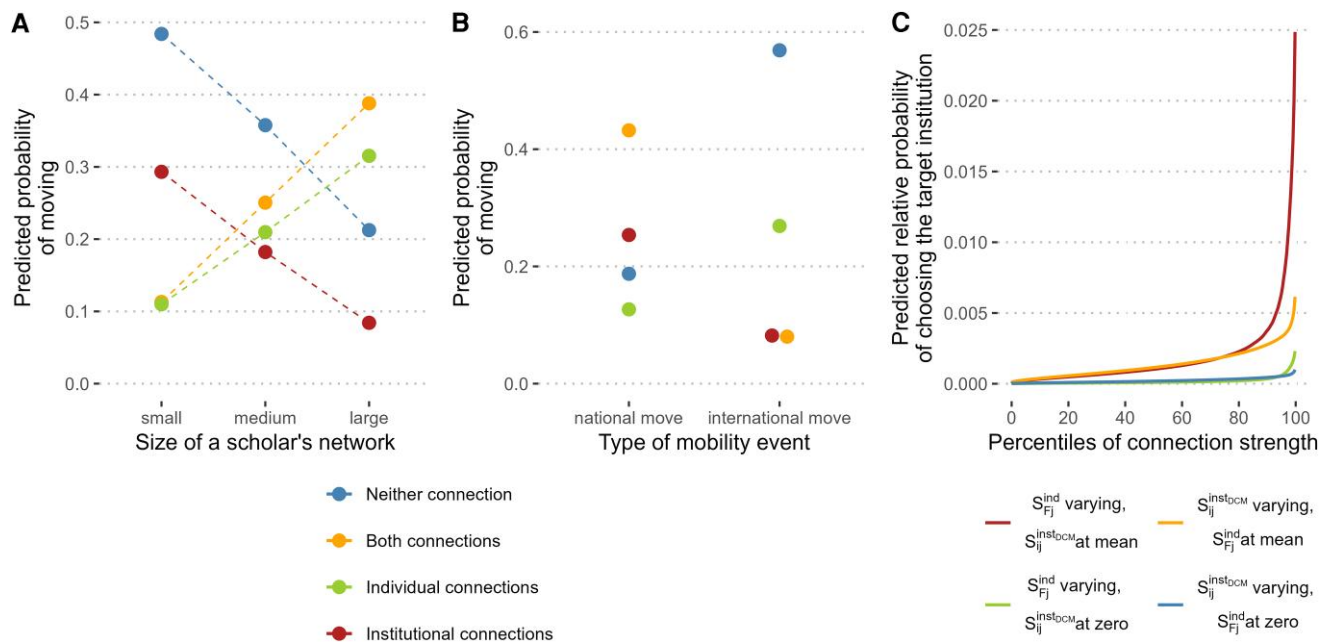 A
Predicted probability
of moving
0.5
0.4
0.3
0.2
0.1
0.0
small medium large
Size of a scholar's network
B
Predicted probability
of moving
0.6
0.4
0.2
0.0
national move international move
Type of mobility event
C
Predicted relative probability
of choosing the target institution
0.025
0.020
0.015
0.010
0.005
0.000
0 20 40 60 80 100
Percentiles of connection strength
Neither connection
Both connections
Individual connections
Institutional connections
S_Fj^ind varying,
S_ij^instDCM at mean
S_ij^instDCM varying,
S_Fj^ind at mean
S_Fj^ind varying,
S_ij^instDCM at zero
S_ij^instDCM varying,
S_Fj^ind at zero